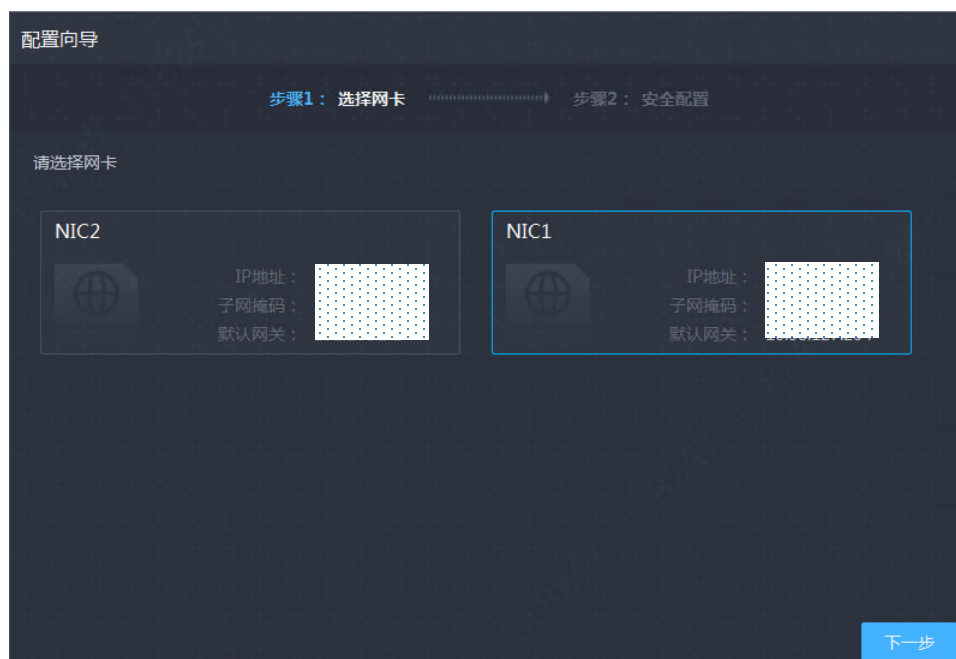 配置向导
步骤1： 选择网卡 步骤2： 安全配置
请选择网卡
NIC2
IP地址：
子网掩码：
默认网关：
NIC1
IP地址：
子网掩码：
默认网关：
下一步